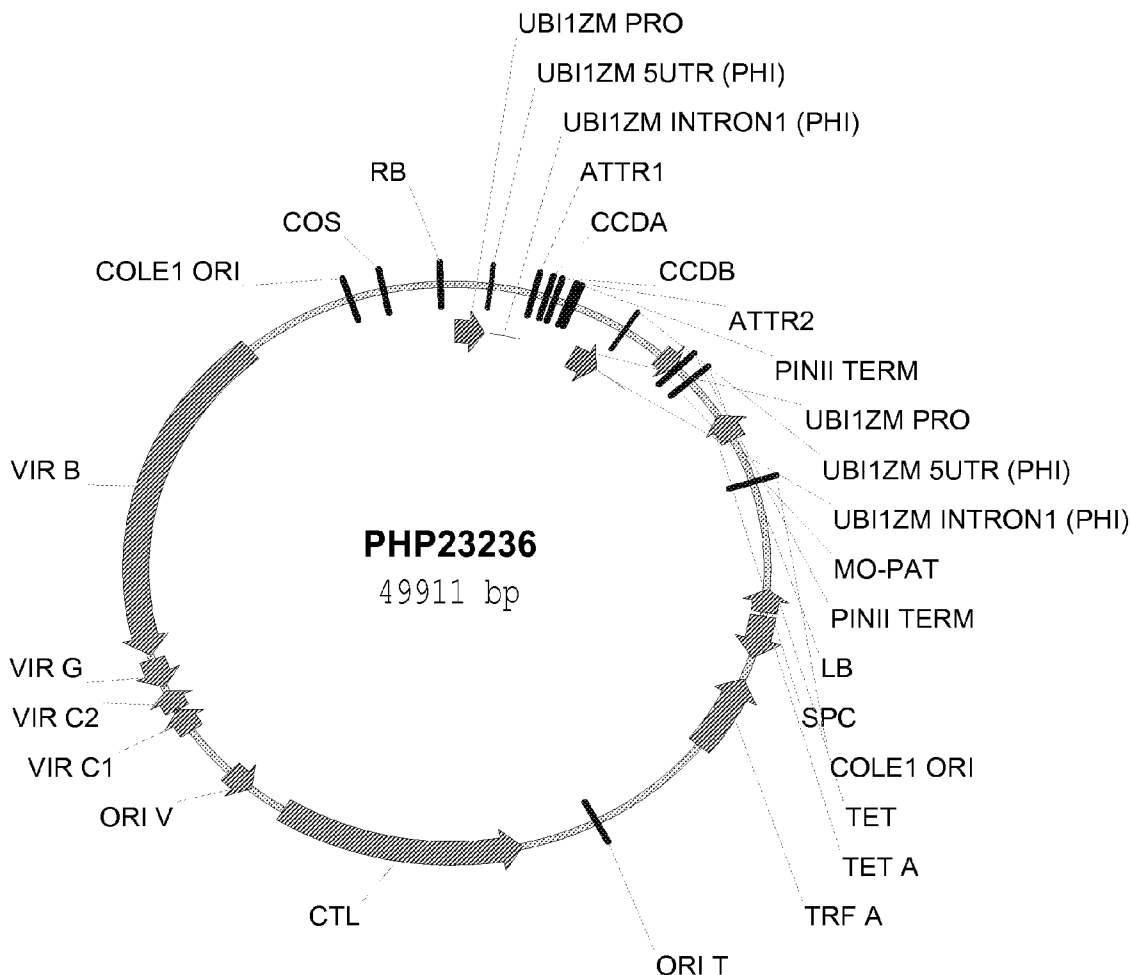 UBI1ZM PRO
UBI1ZM 5UTR (PHI)
UBI1ZM INTRON1 (PHI)
RB
ATTR1
COS
CCDA
COLE1 ORI
CCDB
ATTR2
PINII TERM
UBI1ZM PRO
VIR B
UBI1ZM 5UTR (PHI)
UBI1ZM INTRON1 (PHI)
PHP23236
MO-PAT
49911 bp
PINII TERM
VIR G
LB
VIR C2
SPC
VIR C1
COLE1 ORI
ORI V
TET
TET A
CTL
TRF A
ORI T